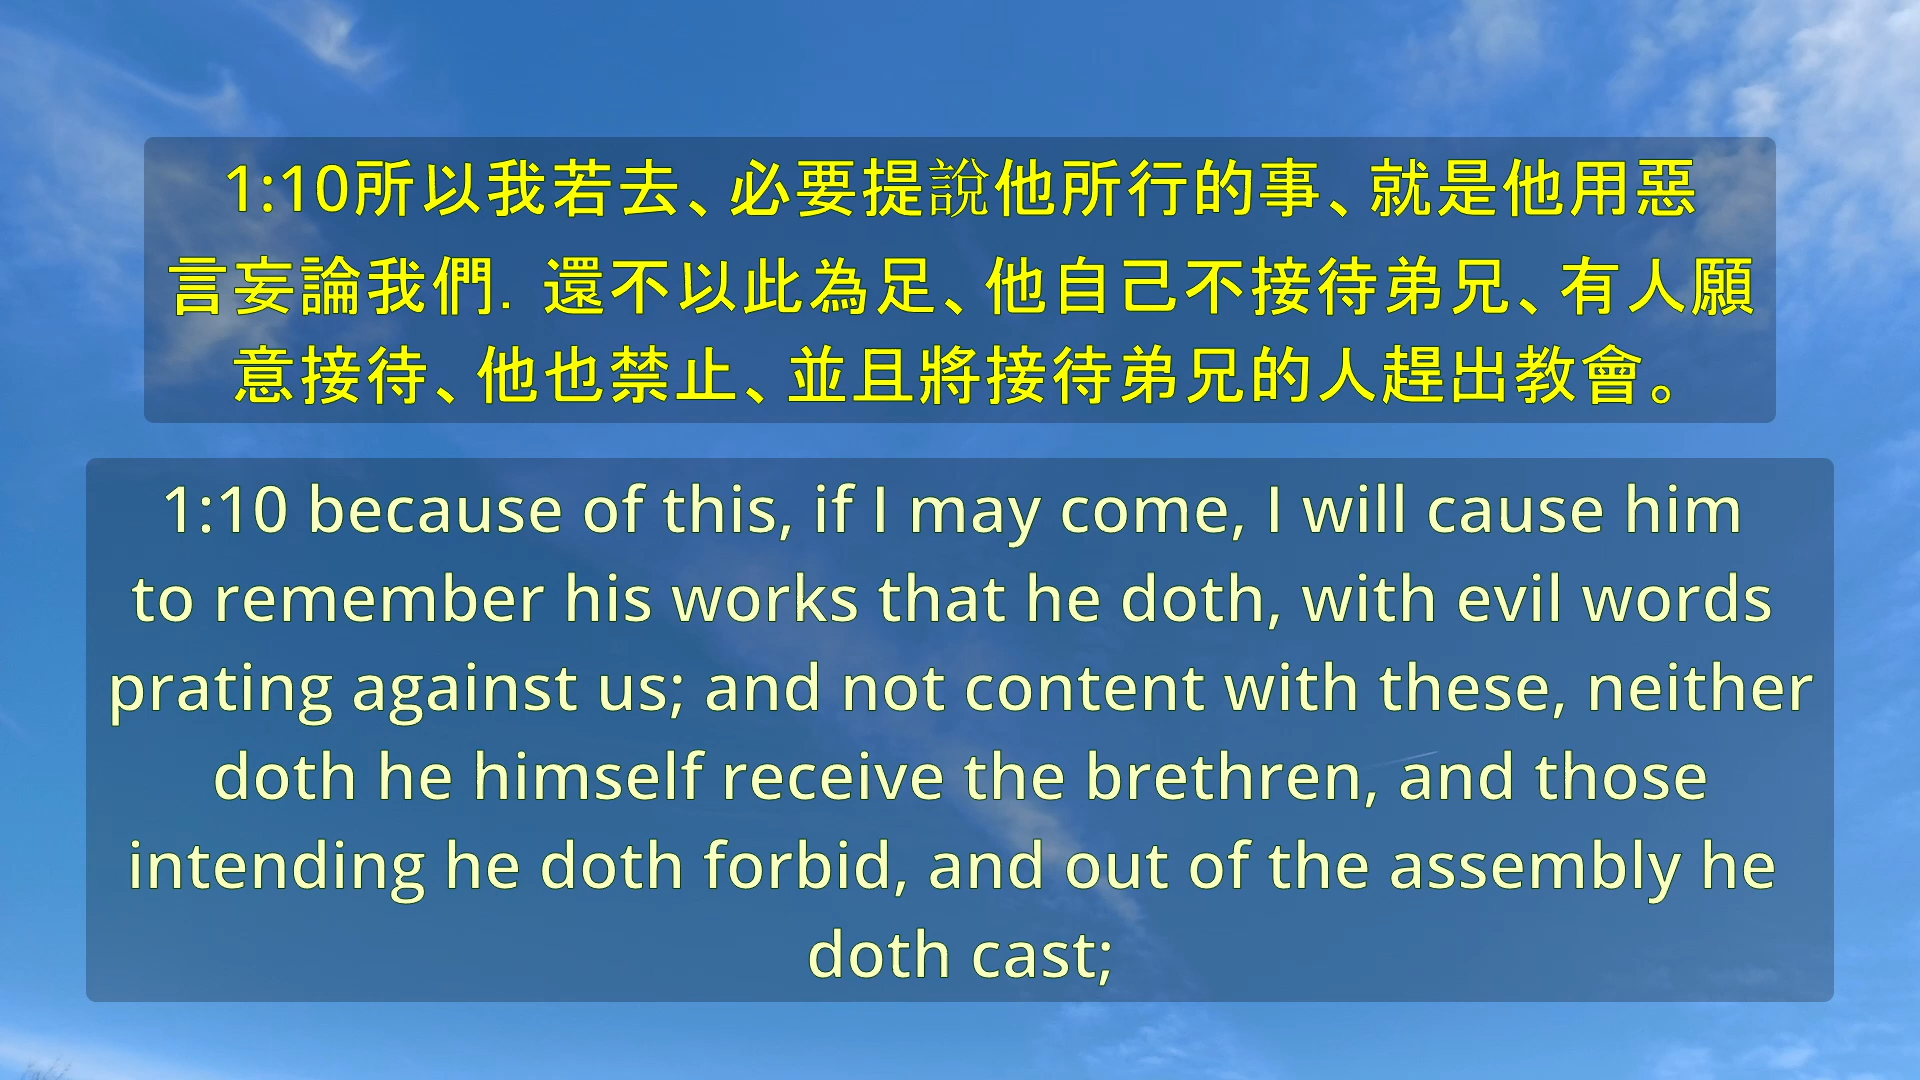 1:10所以我若去、必要提說他所行的事、就是他用惡
言妄論我們. 還不以此為足、他自己不接待弟兄、有人願
意接待、他也禁止、並且將接待弟兄的人趕出教會。
1:10 because of this, if I may come, I will cause him
to remember his works that he doth, with evil words
prating against us; and not content with these, neither
doth he himself receive the brethren, and those
intending he doth forbid, and out of the assembly he
doth cast;